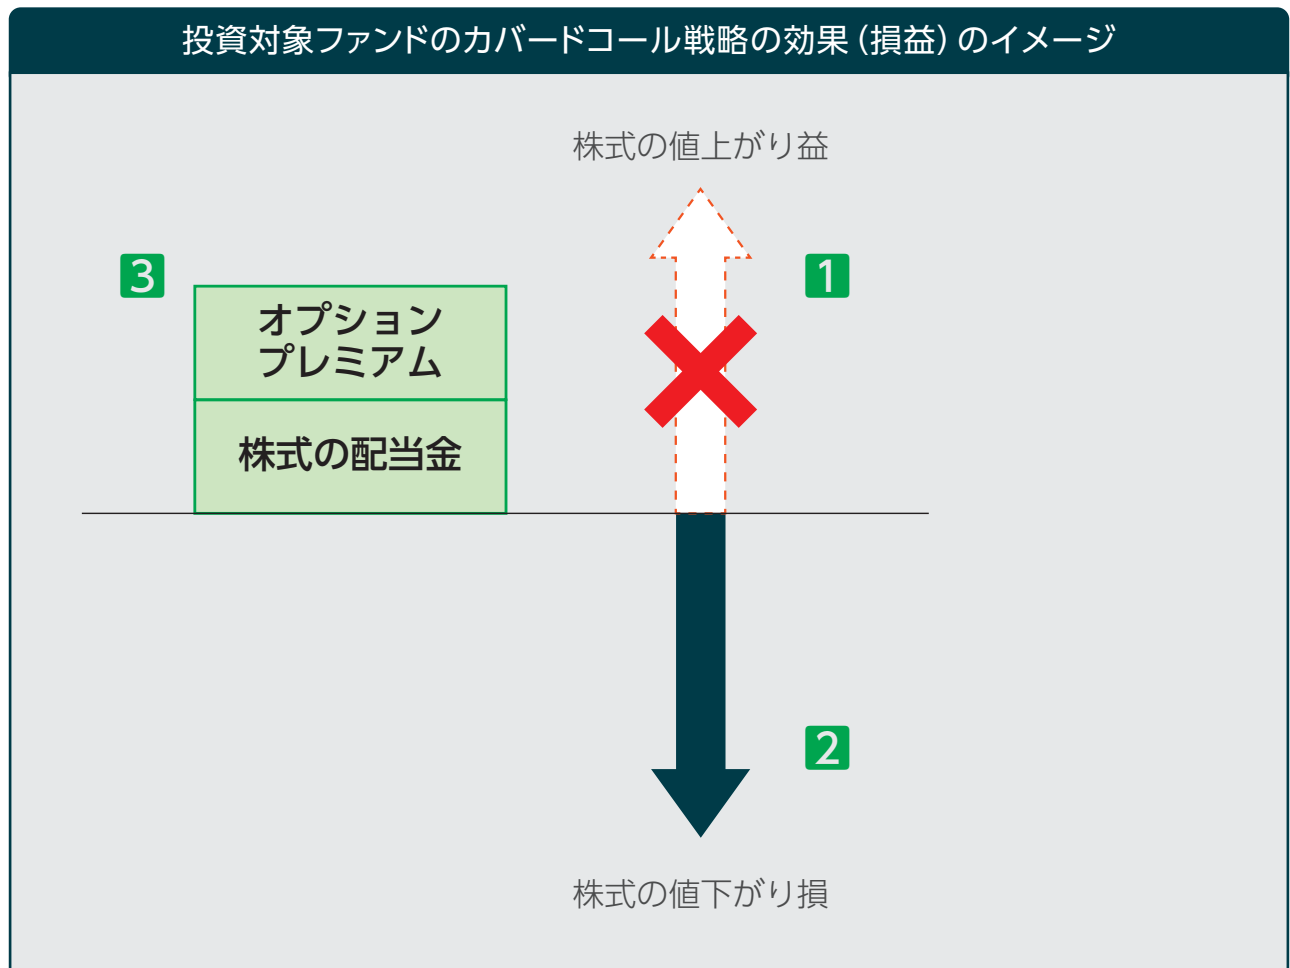 投資対象ファンドのカバードコール戦略の効果（損益）のイメージ
株式の値上がり益
3
1
オプション
プレミアム
株式の配当金
2
株式の値下がり損